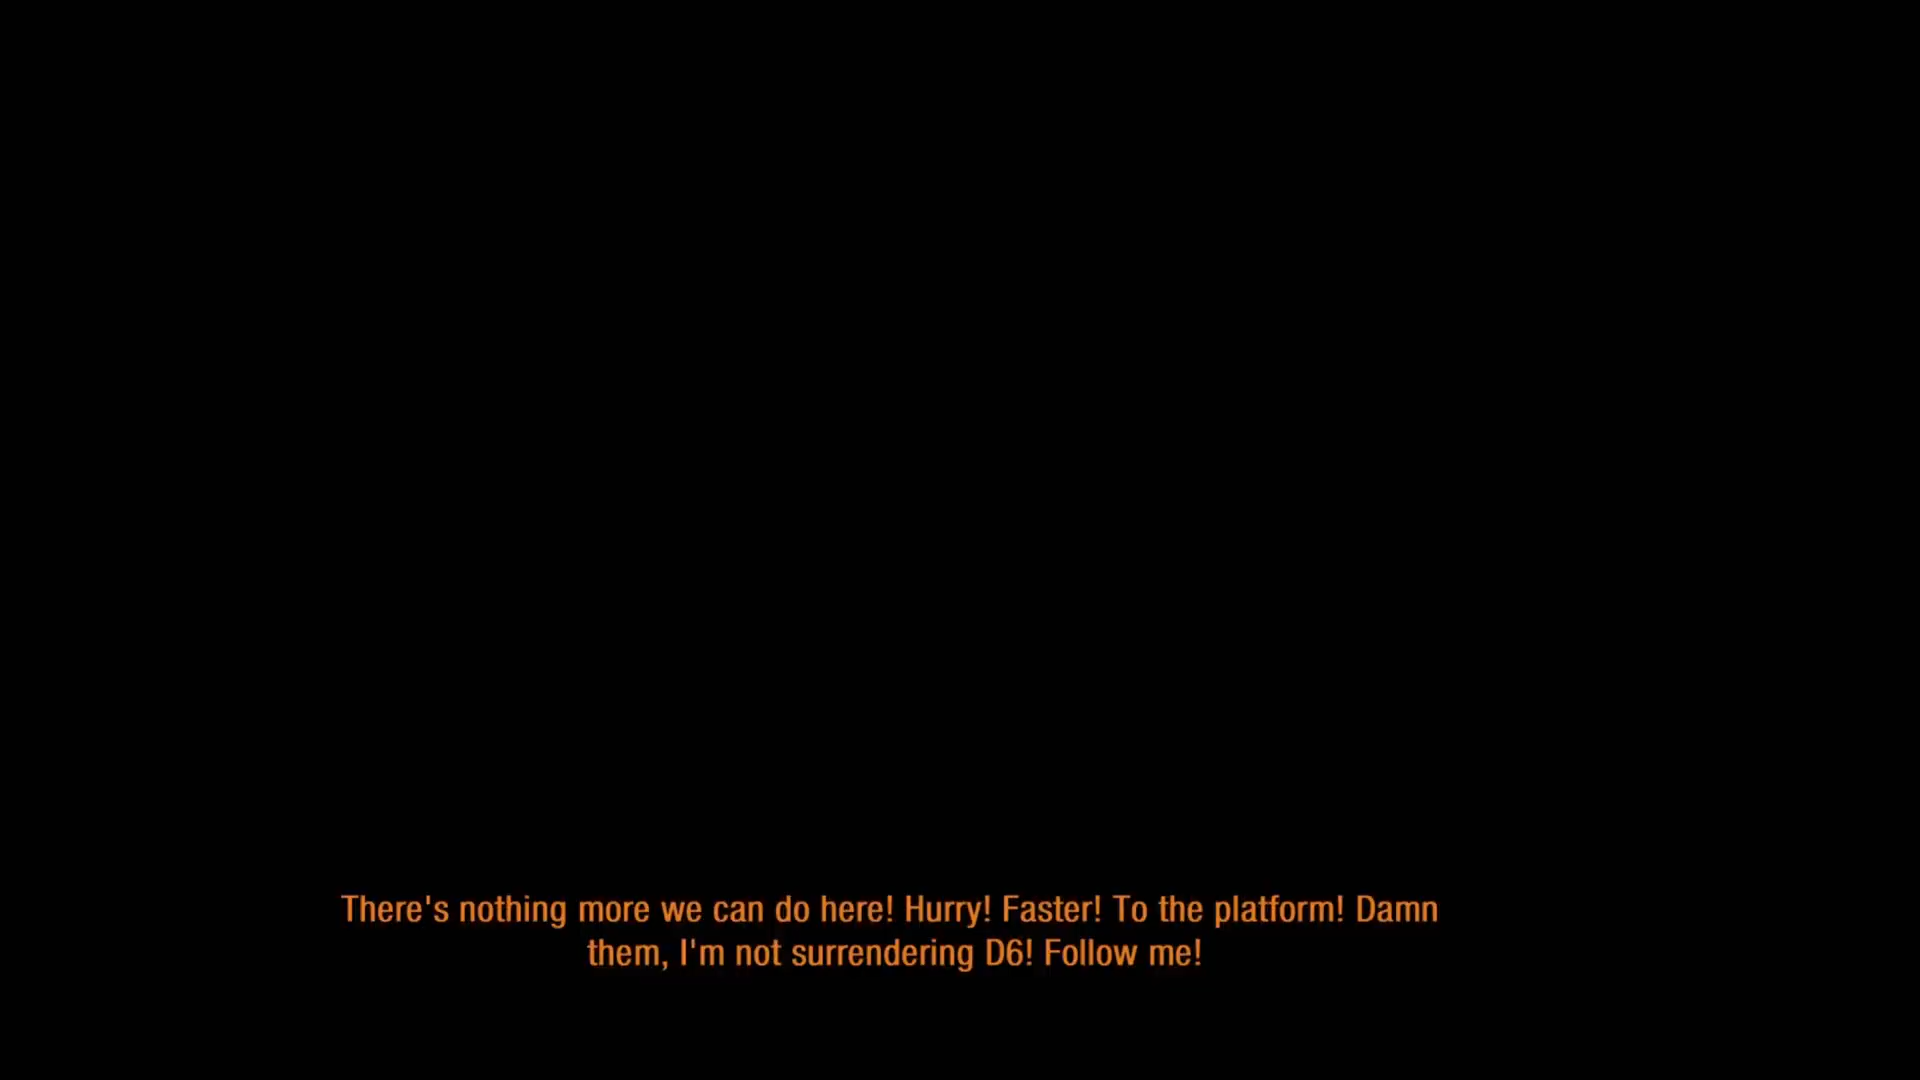 There's nothing more we can do here! Hurry! Faster! To the platform! Damn
them, I'm not surrendering D6! Follow me!